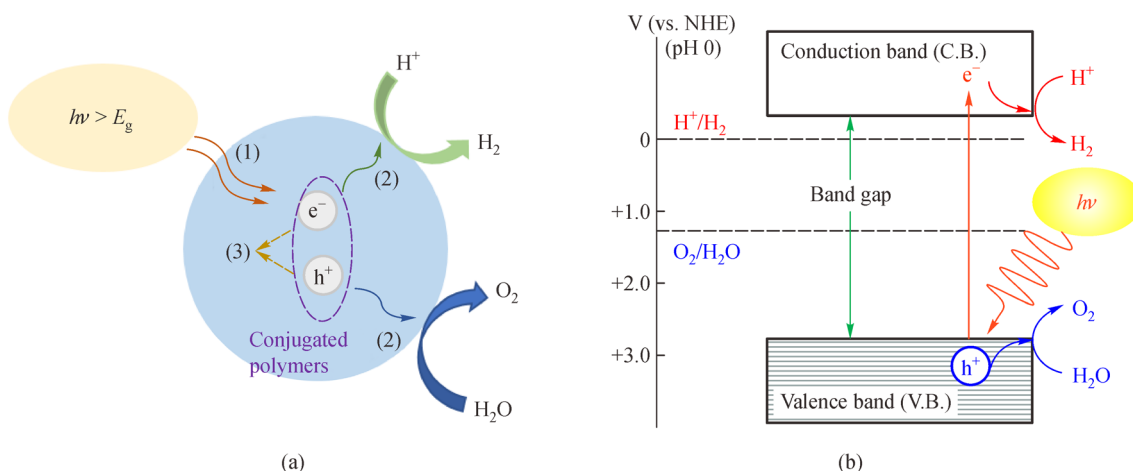 hν > E_g
(1)
H⁺
H₂
(2)
e⁻
(3)
h⁺
(2)
O₂
Conjugated
polymers
H₂O
(a)
V (vs. NHE)
(pH 0)
Conduction band (C.B.)
e⁻
H⁺
H⁺/H₂
0
H₂
Band gap
hν
+1.0
O₂/H₂O
+2.0
O₂
+3.0
h⁺
H₂O
Valence band (V.B.)
(b)